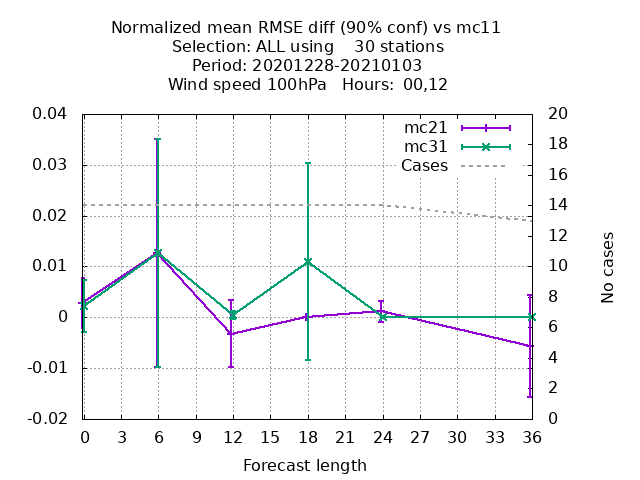 Normalized mean RMSE diff (90% conf) vs mc11
Selection: ALL using    30 stations
Period: 20201228-20210103
Wind speed 100hPa   Hours:  00,12
0.04
0.03
0.02
0.01
0
-0.01
-0.02
mc21
mc31
Cases
20
18
16
14
12
10
8
6
4
2
0
No cases
0 3 6 9 12 15 18 21 24 27 30 33 36
Forecast length